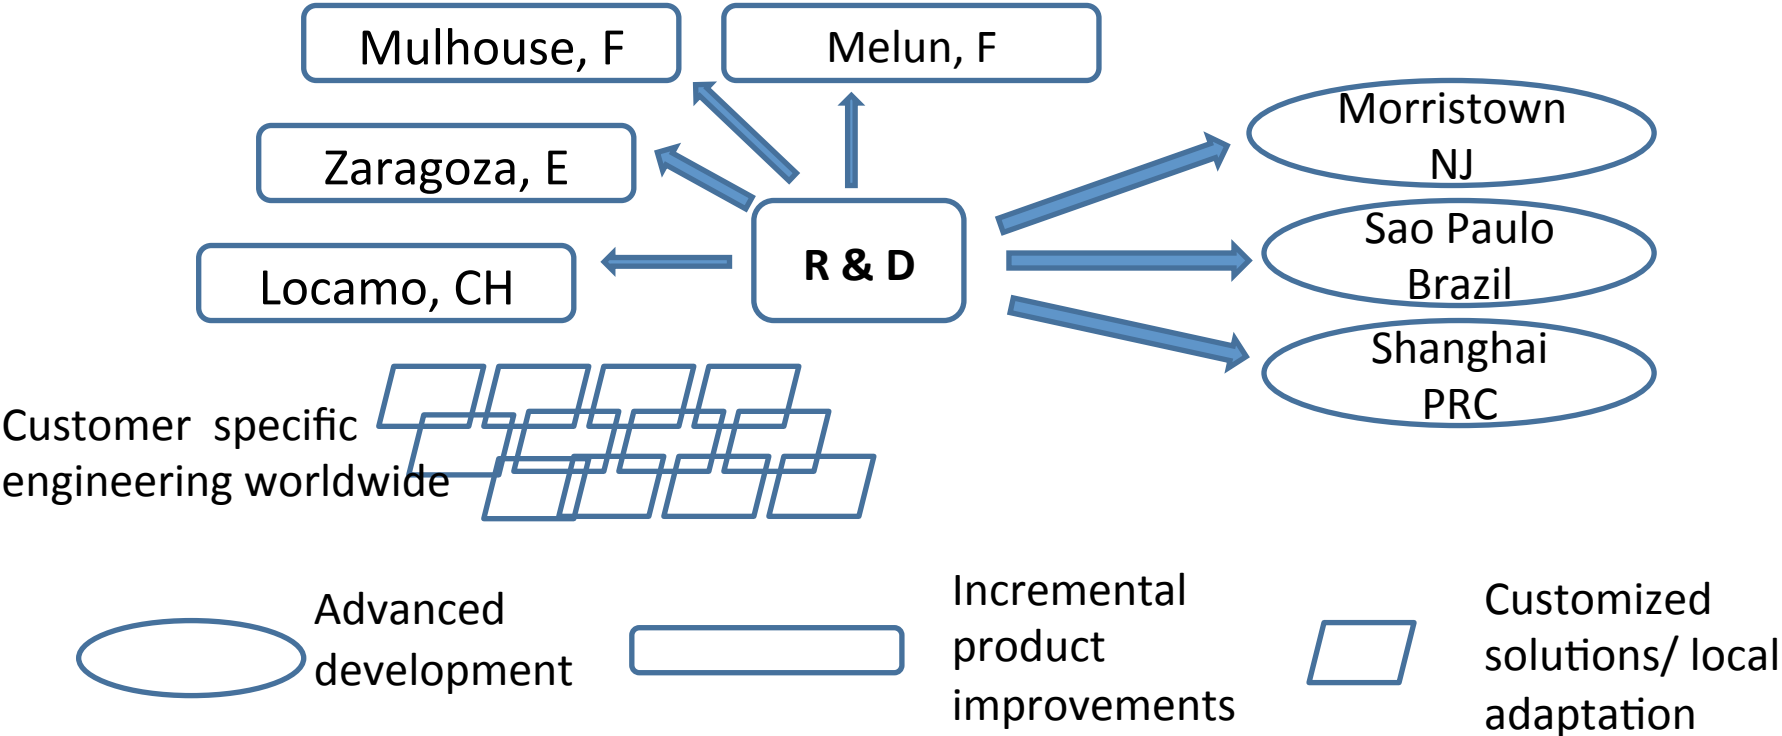 Mulhouse, F
Melun, F
Zaragoza, E
Locamo, CH
R & D
Morristown
NJ
Sao Paulo
Brazil
Shanghai
PRC
Customer specific
engineering worldwide
Advanced
development
Incremental
product
improvements
Customized
solutions/ local
adaptation